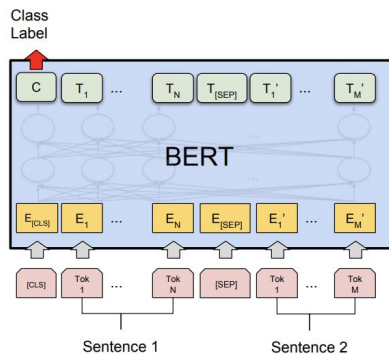 Class
Label
C T1 ... TN T[SEP] T1' ... TM'
...
...
BERT
E[CLS] E1 ... EN E[SEP] E1' ... EM'
[CLS] Tok 1 ... Tok N [SEP] Tok 1 ... Tok M
Sentence 1 Sentence 2